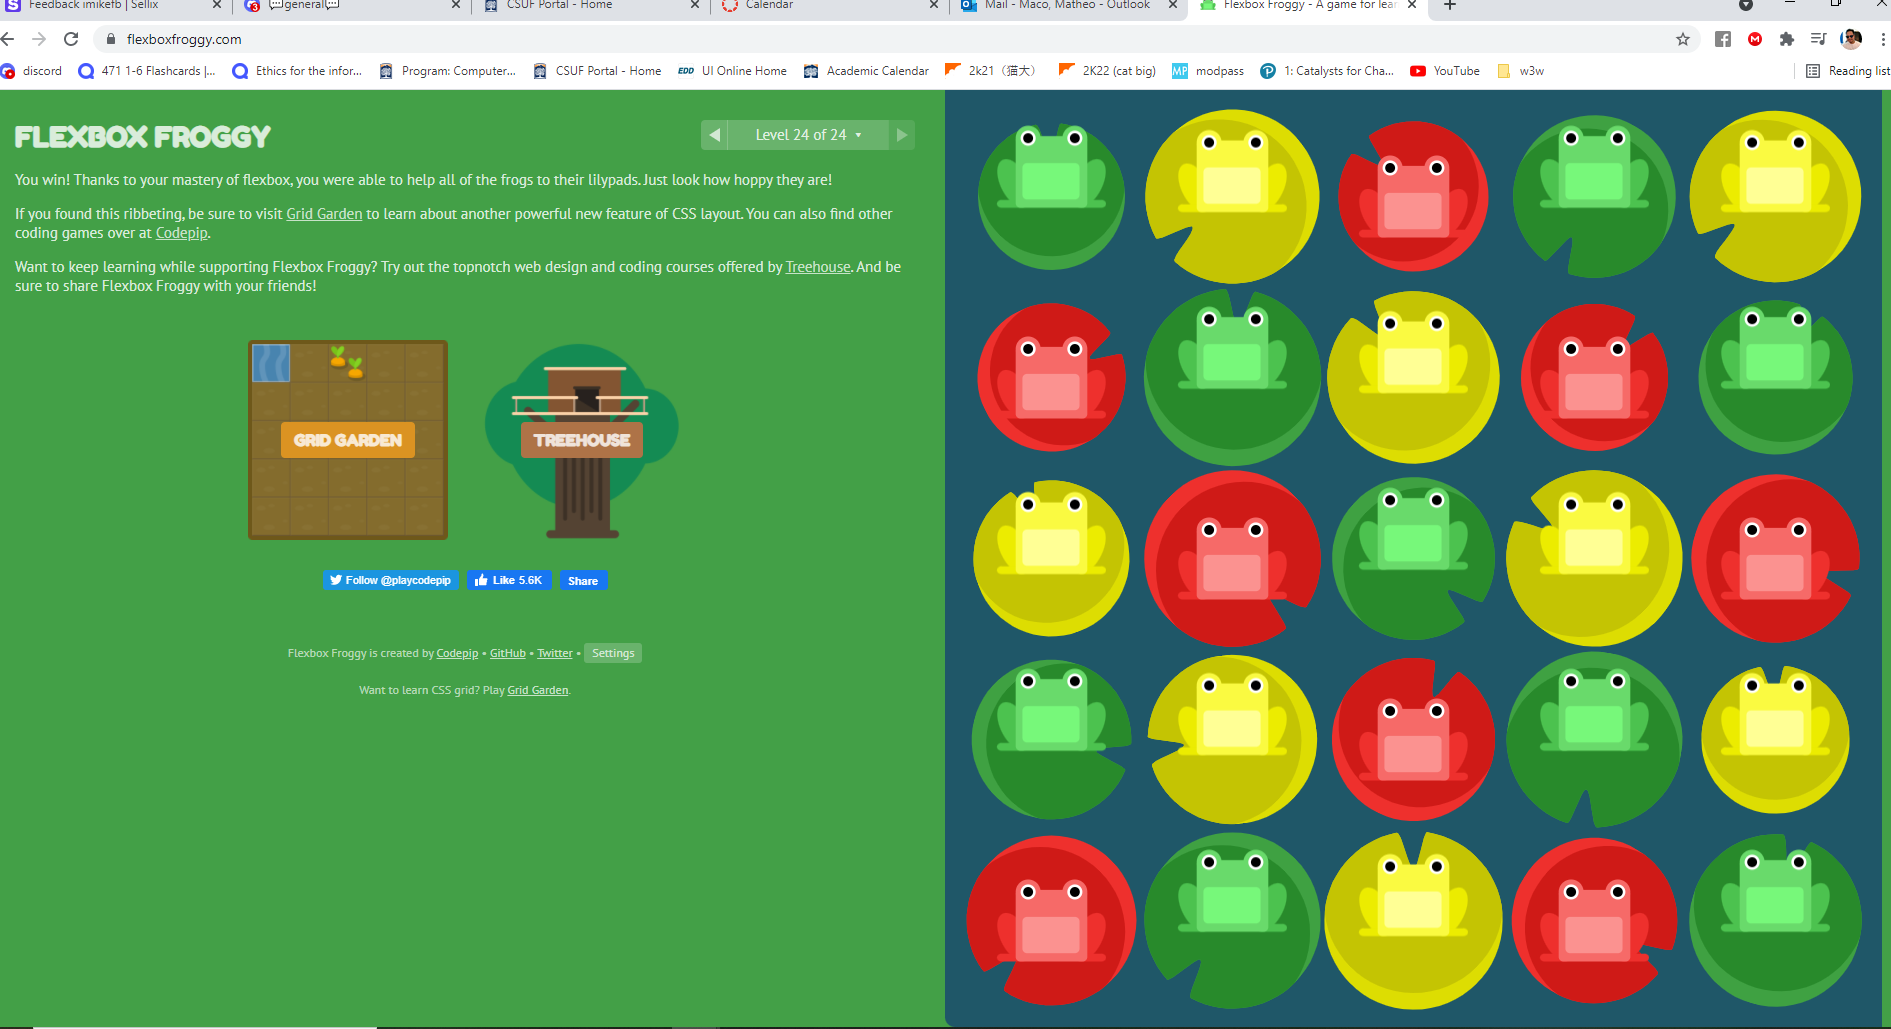 Feedback imikefb | Sellix
general
CSUF Portal - Home
Calendar
Mail - Maco, Matheo - Outlook
Flexbox Froggy - A game for lear
flexboxfroggy.com
discord
471 1-6 Flashcards |...
Ethics for the infor...
Program: Computer...
CSUF Portal - Home
EDD UI Online Home
Academic Calendar
2k21（猫大）
2K22 (cat big)
MP modpass
1: Catalysts for Cha...
YouTube
w3w
Reading list
FLEXBOX FROGGY
Level 24 of 24
You win! Thanks to your mastery of flexbox, you were able to help all of the frogs to their lilypads. Just look how hoppy they are!
If you found this ribbeting, be sure to visit Grid Garden to learn about another powerful new feature of CSS layout. You can also find other
coding games over at Codepip.
Want to keep learning while supporting Flexbox Froggy? Try out the topnotch web design and coding courses offered by Treehouse. And be
sure to share Flexbox Froggy with your friends!
GRID GARDEN
TREEHOUSE
Follow @playcodepip
Like 5.6K
Share
Flexbox Froggy is created by Codepip • GitHub • Twitter • Settings
Want to learn CSS grid? Play Grid Garden.